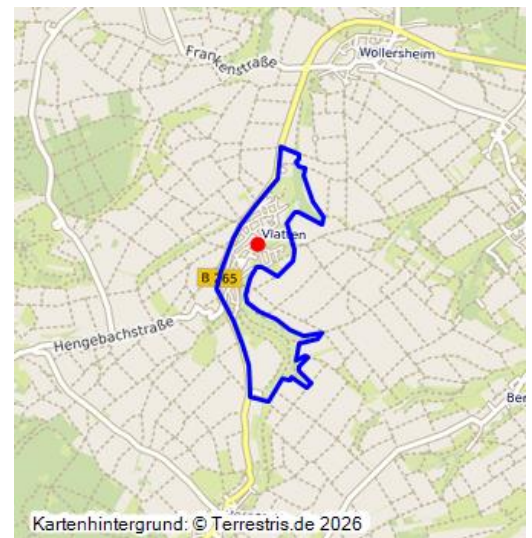 Frankenstraße
Wollersheim
Vlatten
B 265
Hengebachstraße
Kartenhintergrund: © Terrestris.de 2026